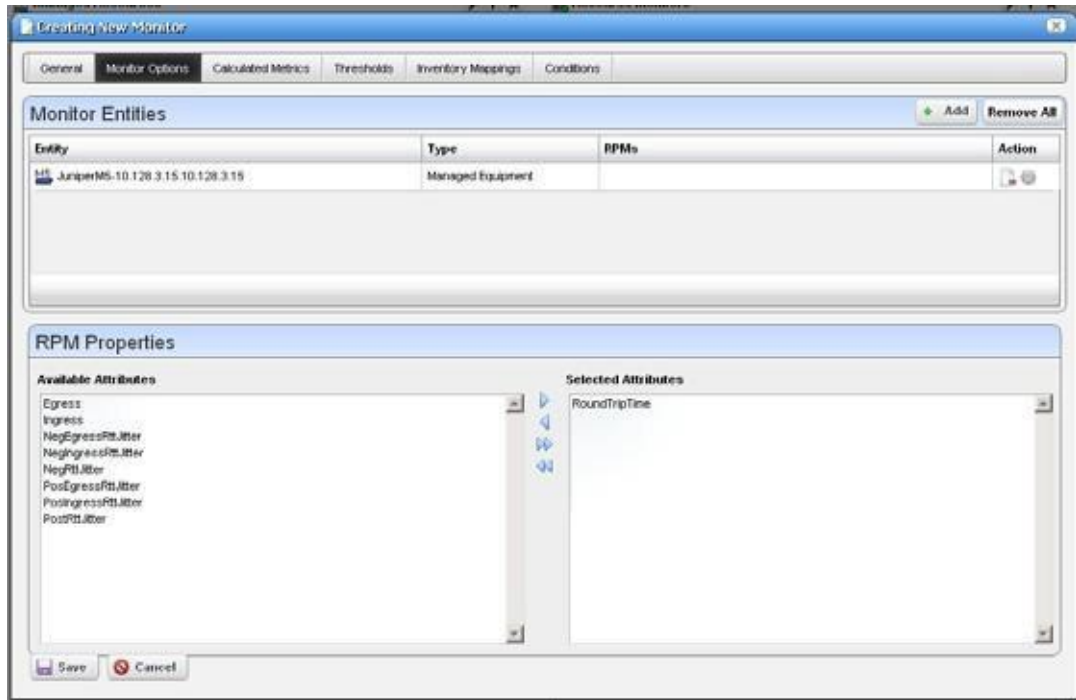 Creating New Monitor
General Monitor Options Calculated Metrics Thresholds Inventory Mappings Conditions
Monitor Entities
Add Remove All
Entity Type RPMs Action
M5 JuniperM5-10.128.3.15 10.128.3.15 Managed Equipment
RPM Properties
Available Attributes Selected Attributes
Egress RoundTripTime
Ingress
NegEgressRttJitter
NegIngressRttJitter
NegRttJitter
PosEgressRttJitter
PosIngressRttJitter
PostRttJitter
Save Cancel